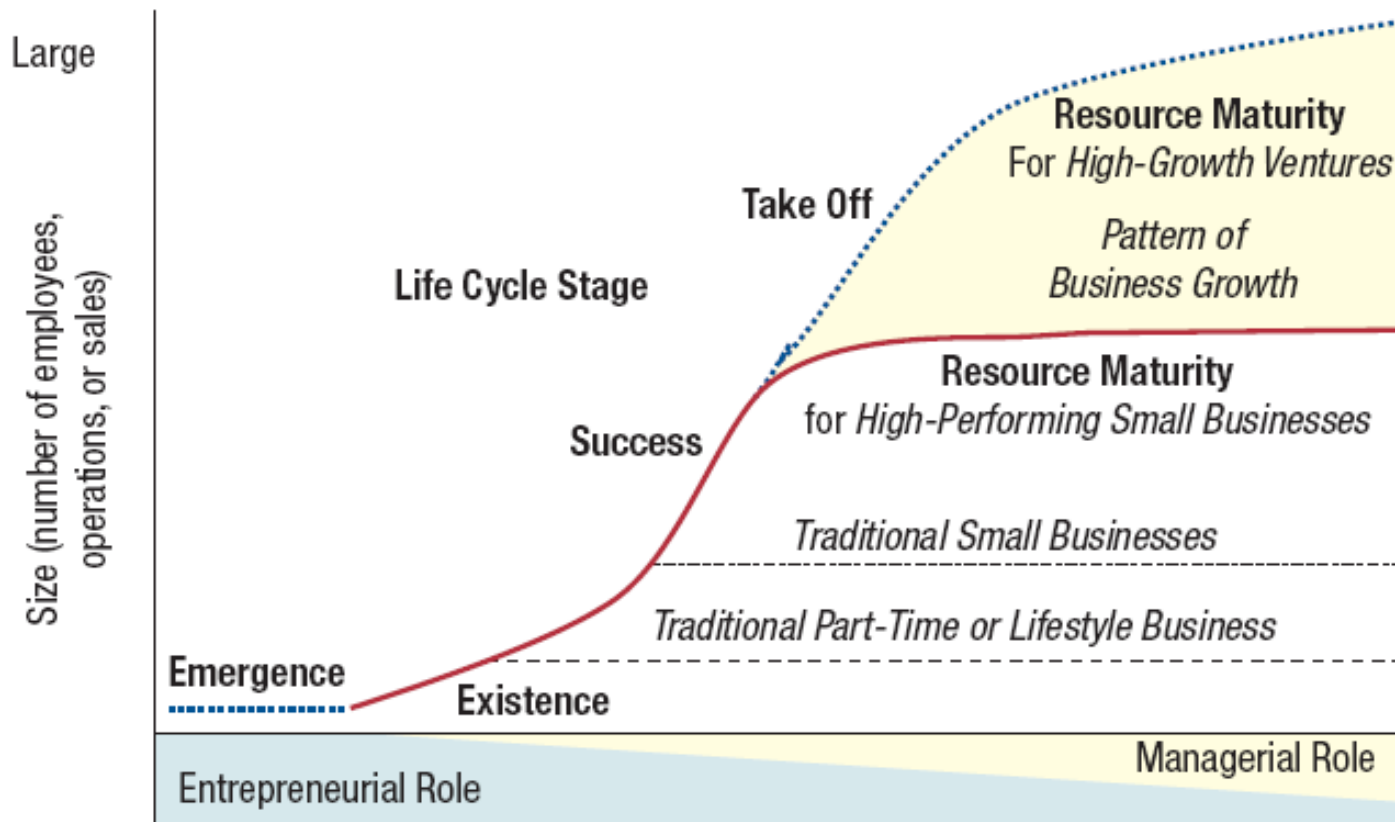 Large
Size (number of employees,
operations, or sales)
Life Cycle Stage
Take Off
Resource Maturity
For High-Growth Ventures
Pattern of
Business Growth
Resource Maturity
for High-Performing Small Businesses
Success
Traditional Small Businesses
Traditional Part-Time or Lifestyle Business
Emergence
Existence
Managerial Role
Entrepreneurial Role